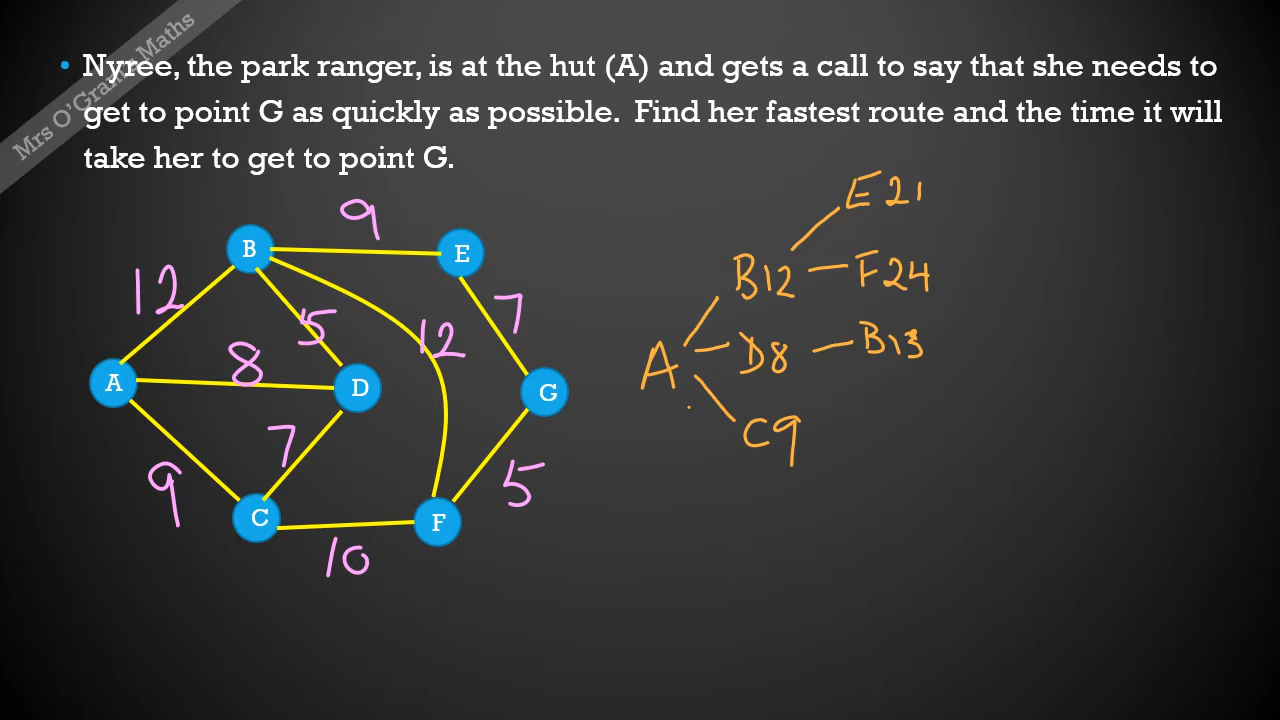 Mrs O'Grante Maths
• Nyree, the park ranger, is at the hut (A) and gets a call to say that she needs to
get to point G as quickly as possible. Find her fastest route and the time it will
take her to get to point G.
E 21
9
B
E
B12
F24
12
5
7
12
8
B13
A
D8
A
D
G
C9
7
9
5
C
F
10